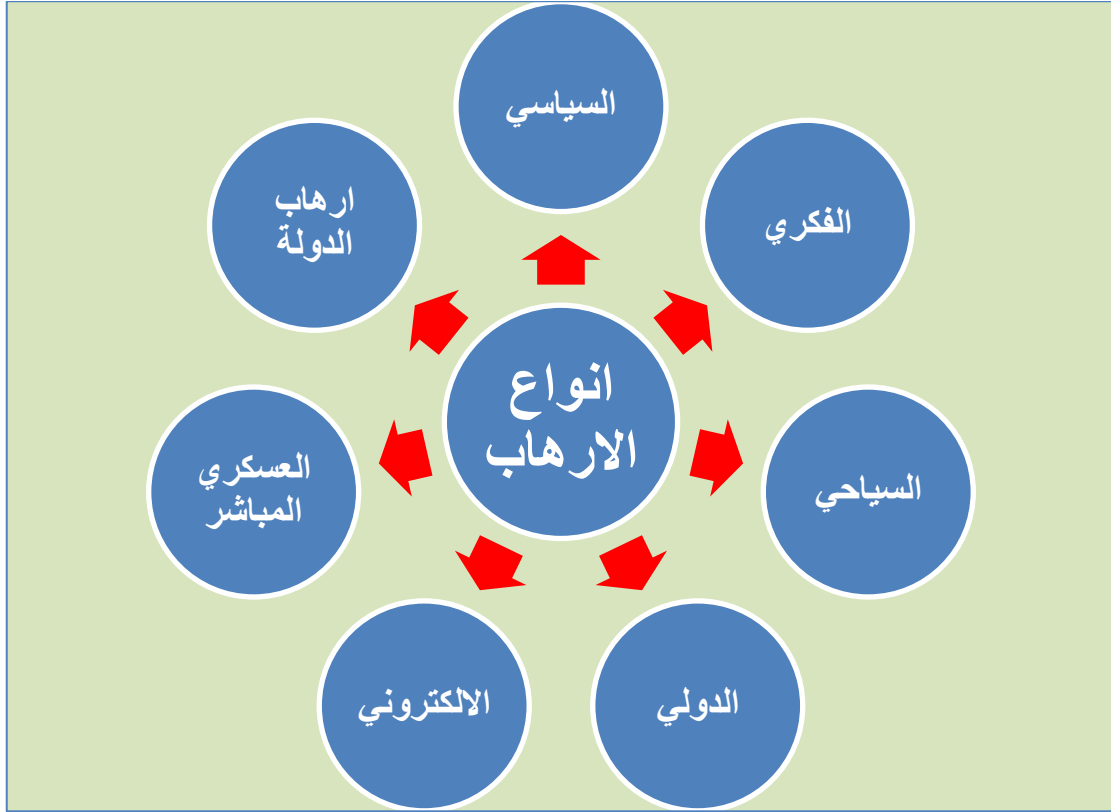 انواع
الارهاب
السياسي
الفكري
السياحي
الدولي
الالكتروني
العسكري
المباشر
ارهاب
الدولة